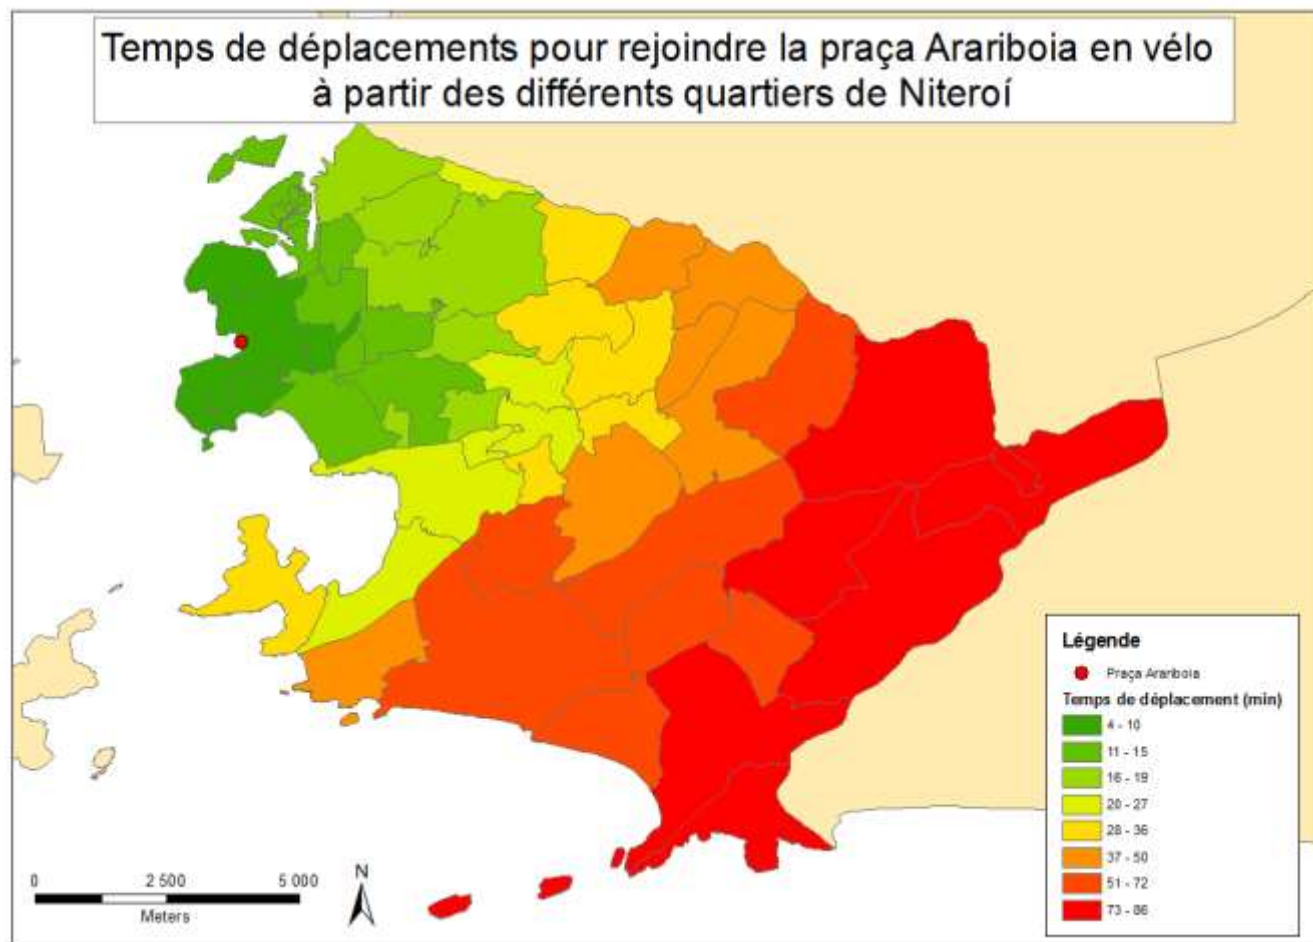 Temps de déplacements pour rejoindre la praça Arariboia en vélo
à partir des différents quartiers de Niteroí
Légende
Praça Arariboia
Temps de déplacement (min)
4 - 10
11 - 15
16 - 19
20 - 27
28 - 36
37 - 50
51 - 72
73 - 86
0 2 500 5 000
Meters
N